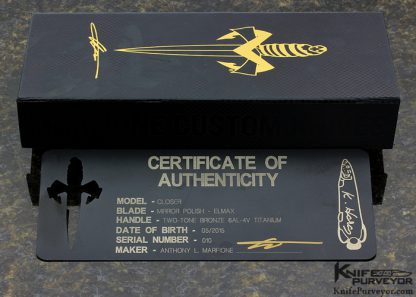 CUSTOM KNIVES
CERTIFICATE OF
AUTHENTICITY
MODEL - CLOSER
BLADE - MIRROR POLISH - ELMAX
HANDLE - TWO-TONE BRONZE 6AL-4V TITANIUM
DATE OF BIRTH - 05/2015
SERIAL NUMBER - 010
MAKER - ANTHONY L. MARFIONE
KNIFE
PURVEYOR
KnifePurveyor.com